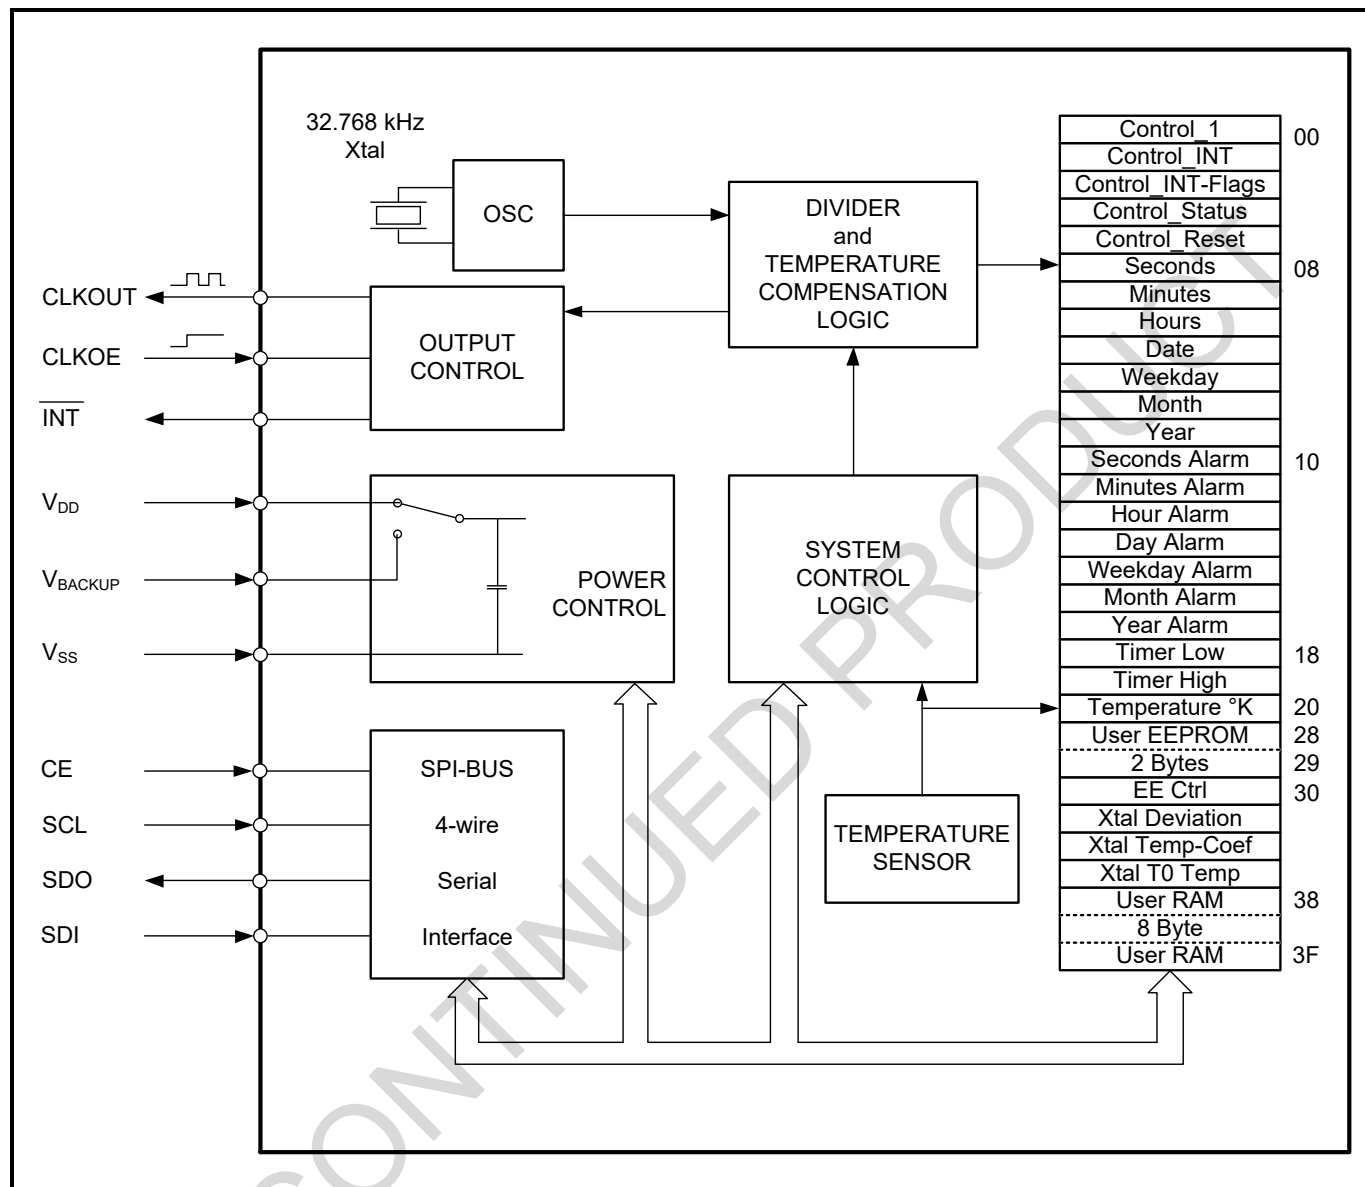 32.768 kHz
Xtal
OSC
DIVIDER
and
TEMPERATURE
COMPENSATION
LOGIC
CLKOUT
CLKOE
INT
OUTPUT
CONTROL
V_DD
V_BACKUP
V_SS
POWER
CONTROL
SYSTEM
CONTROL
LOGIC
CE
SCL
SDO
SDI
SPI-BUS
4-wire
Serial
Interface
TEMPERATURE
SENSOR
Control_1 00
Control_INT
Control_INT-Flags
Control_Status
Control_Reset
Seconds 08
Minutes
Hours
Date
Weekday
Month
Year
Seconds Alarm 10
Minutes Alarm
Hour Alarm
Day Alarm
Weekday Alarm
Month Alarm
Year Alarm
Timer Low 18
Timer High
Temperature °K 20
User EEPROM 28
2 Bytes 29
EE Ctrl 30
Xtal Deviation
Xtal Temp-Coef
Xtal T0 Temp
User RAM 38
8 Byte
User RAM 3F
CONTINUED PRODUCT